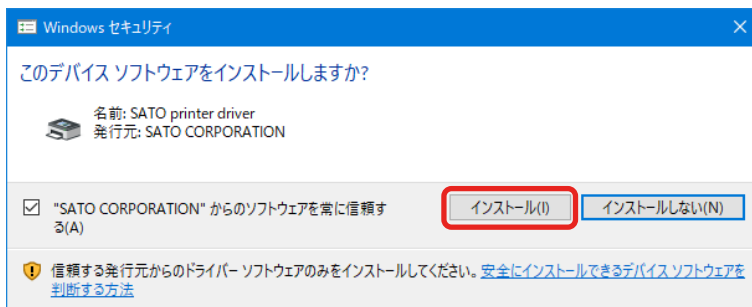 Windows セキュリティ
このデバイス ソフトウェアをインストールしますか?
名前: SATO printer driver
発行元: SATO CORPORATION
"SATO CORPORATION" からのソフトウェアを常に信頼す
る(A)
インストール(I)
インストールしない(N)
信頼する発行元からのドライバー ソフトウェアのみをインストールしてください。安全にインストールできるデバイス ソフトウェアを
判断する方法